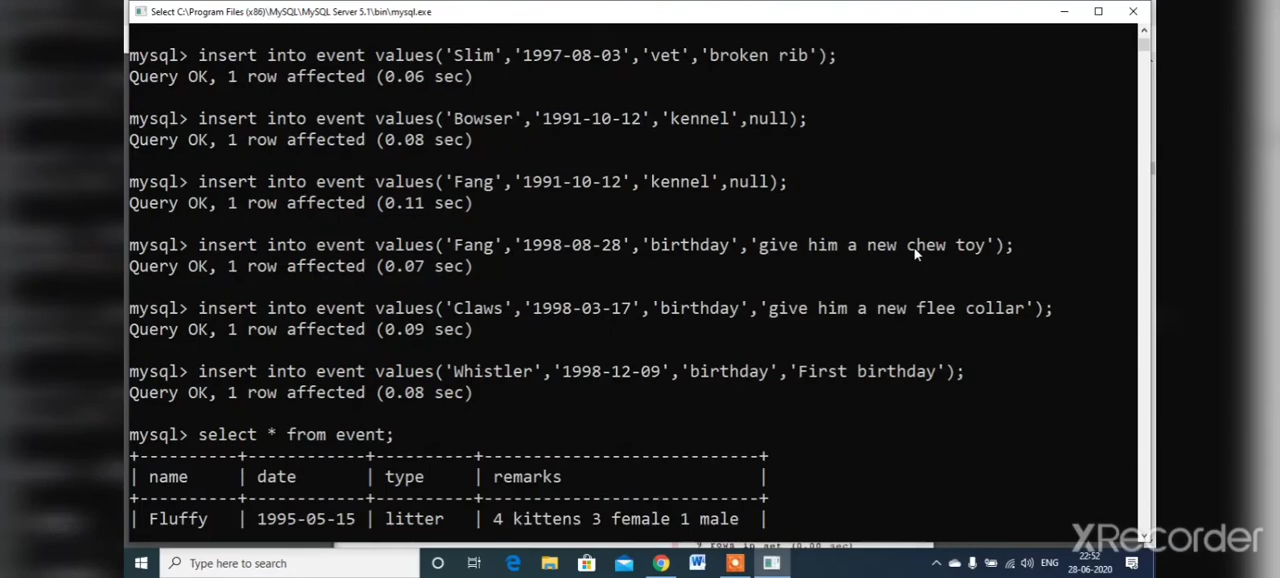 Select C:\Program Files (x86)\MySQL\MySQL Server 5.1\bin\mysql.exe
mysql> insert into event values('Slim','1997-08-03','vet','broken rib');
Query OK, 1 row affected (0.06 sec)
mysql> insert into event values('Bowser','1991-10-12','kennel',null);
Query OK, 1 row affected (0.08 sec)
mysql> insert into event values('Fang','1991-10-12','kennel',null);
Query OK, 1 row affected (0.11 sec)
mysql> insert into event values('Fang','1998-08-28','birthday','give him a new chew toy');
Query OK, 1 row affected (0.07 sec)
mysql> insert into event values('Claws','1998-03-17','birthday','give him a new flee collar');
Query OK, 1 row affected (0.09 sec)
mysql> insert into event values('Whistler','1998-12-09','birthday','First birthday');
Query OK, 1 row affected (0.08 sec)
mysql> select * from event;
+----------+------------+----------+----------------------------+
| name | date | type | remarks |
+----------+------------+----------+----------------------------+
| Fluffy | 1995-05-15 | litter | 4 kittens 3 female 1 male |
XRecorder
Type here to search
ENG
22:52
28-06-2020